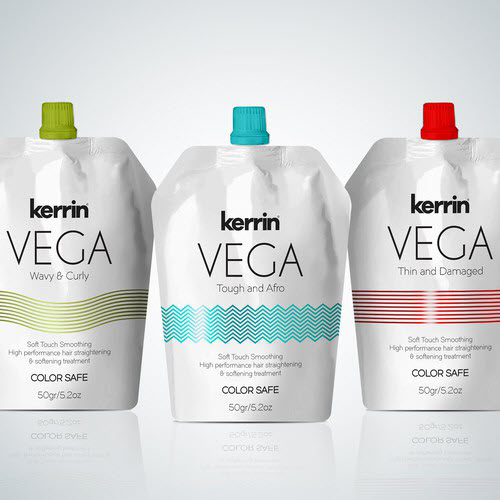 kerrin
VEGA
Wavy & Curly
Soft Touch Smoothing
High performance hair straightening
& softening treatment
COLOR SAFE
50gr/5.2oz
kerrin
VEGA
Tough and Afro
Soft Touch Smoothing
High performance hair straightening
& softening treatment
COLOR SAFE
50gr/5.2oz
kerrin
VEGA
Thin and Damaged
Soft Touch Smoothing
High performance hair straightening
& softening treatment
COLOR SAFE
50gr/5.2oz